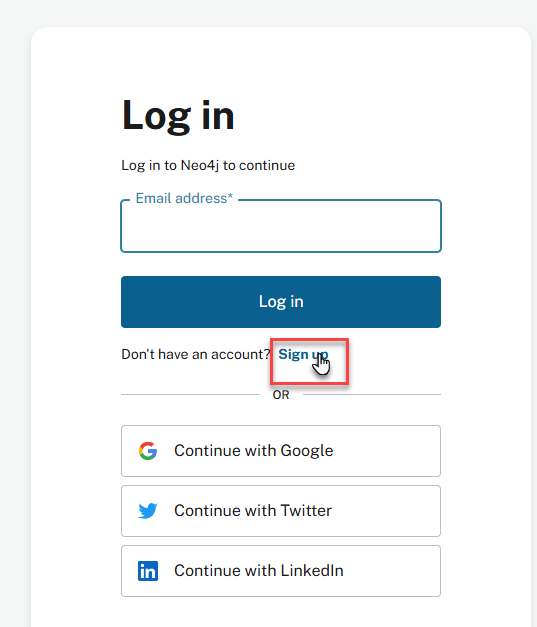 Log in
Log in to Neo4j to continue
Email address*
Log in
Don't have an account? Sign up
OR
Continue with Google
Continue with Twitter
Continue with LinkedIn